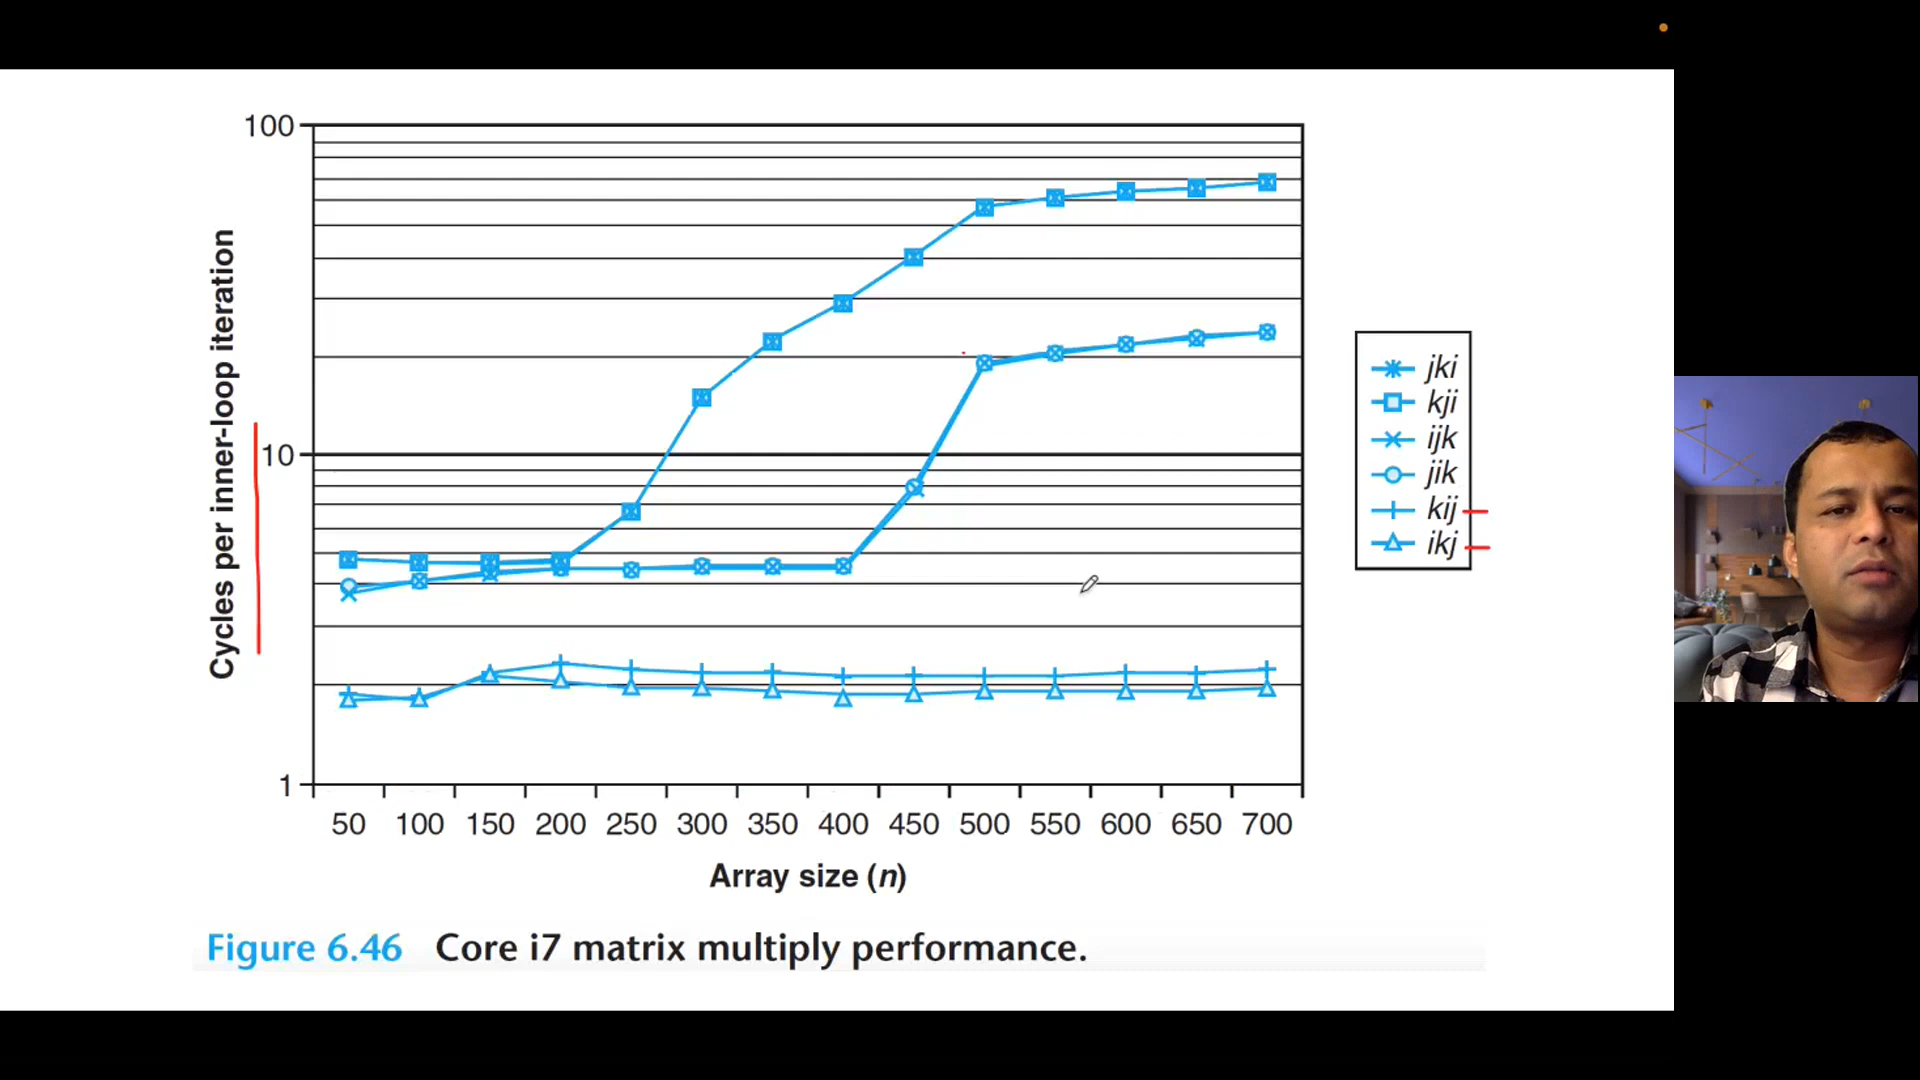 100
10
1
Cycles per inner-loop iteration
50 100 150 200 250 300 350 400 450 500 550 600 650 700
Array size (n)
jki
kji
ijk
jik
kij
ikj
Figure 6.46 Core i7 matrix multiply performance.